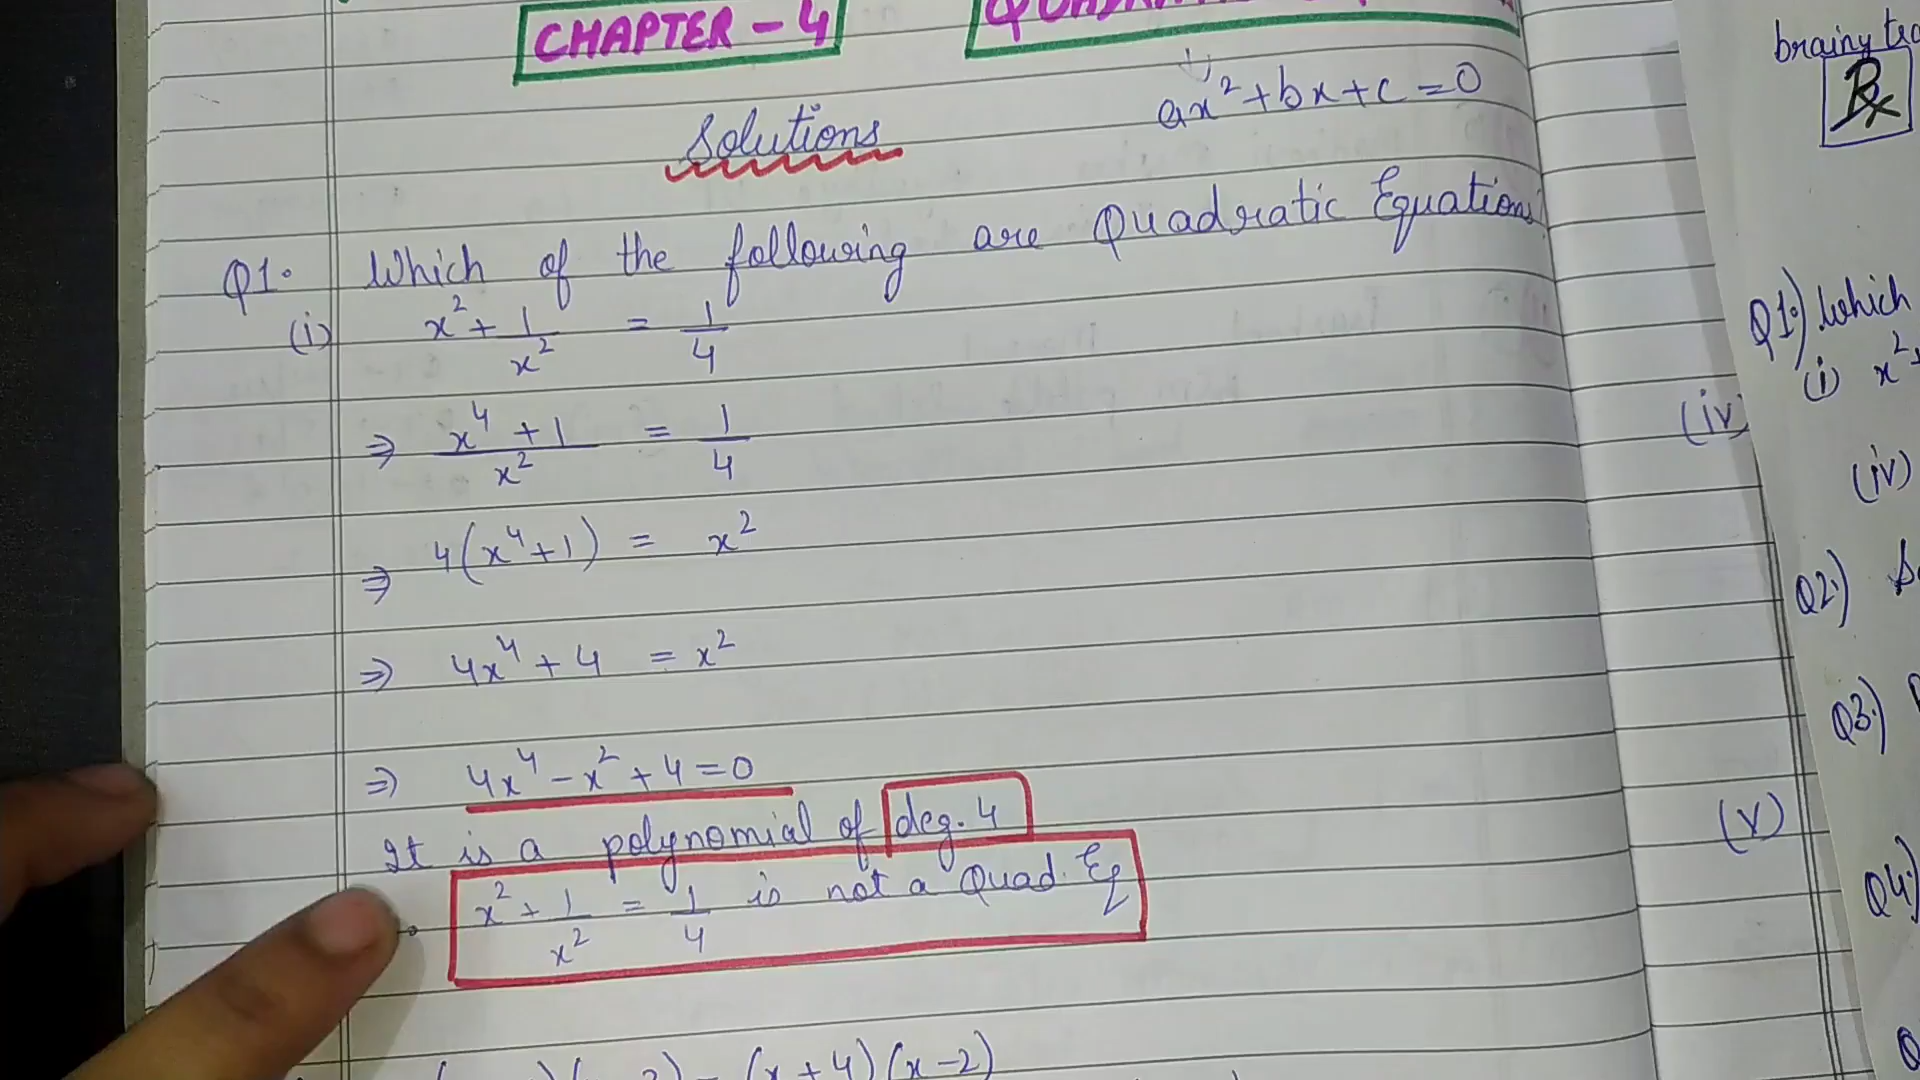 CHAPTER - 4
ax² + bx + c = 0
Solutions
Q1. Which of the following are Quadratic Equations
(i) x² + 1/x² = 1/4
⇒ x⁴ + 1/x² = 1/4
⇒ 4(x⁴+1) = x²
⇒ 4x⁴ + 4 = x²
⇒ 4x⁴ - x² + 4 = 0
It is a polynomial of deg. 4
x² + 1/x² = 1/4 is not a Quad. Eq
(x + 4)(x - 2)
(iv)
(v)
brainy
Q1.) Which
(i) x² +
(iv)
Q2.)
Q3.)
Q4.)